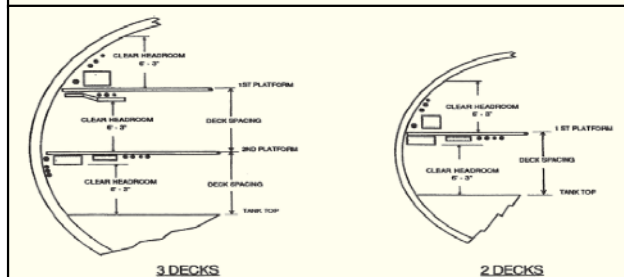 CLEAR HEADROOM
6' - 3"
1ST PLATFORM
CLEAR HEADROOM
6' - 3"
DECK SPACING
2ND PLATFORM
CLEAR HEADROOM
6' - 3"
DECK SPACING
TANK TOP
3 DECKS
CLEAR HEADROOM
6' - 3"
1 ST PLATFORM
CLEAR HEADROOM
6' - 3"
DECK SPACING
TANK TOP
2 DECKS